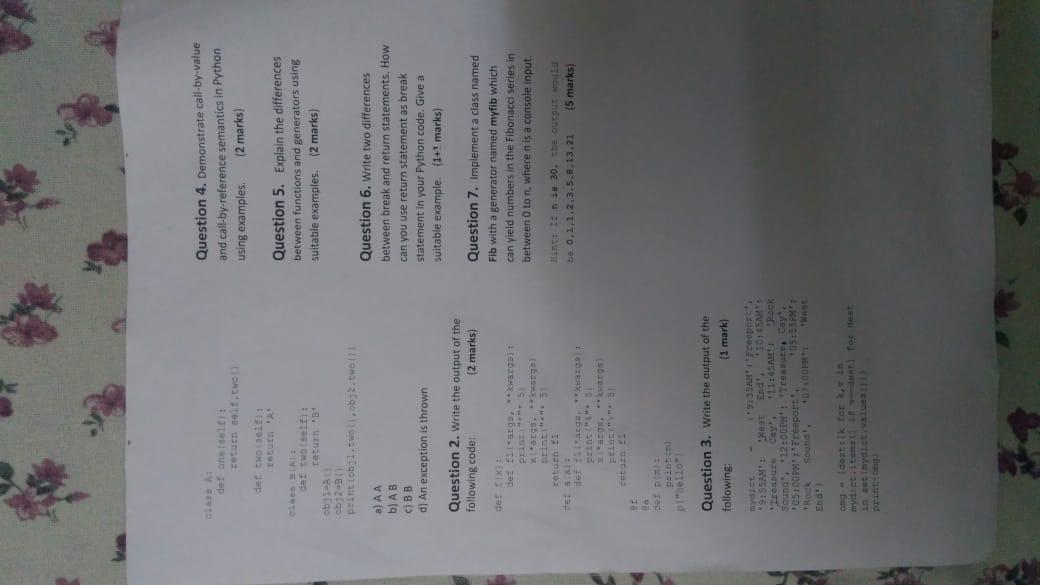 class A:
def one(self):
return self.two()
def two(self):
return 'A'
class B(A):
def two(self):
return 'B'
obj1=A()
obj2=B()
print(obj1.two(),obj2.two())
a) A A
b) A B
c) B B
d) An exception is thrown
Question 2. Write the output of the
following code: (2 marks)
def f(x):
def f1(*args, **kwargs):
print("*"* 5)
x(*args, **kwargs)
print("*"* 5)
return f1
def a(x):
def f1(*args, **kwargs):
print("%"* 5)
x(*args, **kwargs)
print("%"* 5)
return f1
@f
@a
def p(m):
print(m)
p("hello")
Question 3. Write the output of the
following: (1 mark)
mydict = {'9:35AM':'Freeport',
'9:55AM': 'West End', '10:45AM':
'Treasure Cay', '11:45AM': 'Rock
Sound', '12:00PM': 'Treasure Cay',
'05:00PM':'Freeport', '05:55PM':
'Rock Sound', '07:00PM': 'West
End'}
omg = {dest:[k for k,v in
mydict.items() if v==dest] for dest
in set(mydict.values())}
print(omg)
Question 4. Demonstrate call-by-value
and call-by-reference semantics in Python
using examples. (2 marks)
Question 5. Explain the differences
between functions and generators using
suitable examples. (2 marks)
Question 6. Write two differences
between break and return statements. How
can you use return statement as break
statement in your Python code. Give a
suitable example. (1+1 marks)
Question 7. Implement a class named
Fib with a generator named myfib which
can yield numbers in the Fibonacci series in
between 0 to n, where n is a console input.
Hint: If n is 30, the output would
be 0,1,1,2,3,5,8,13,21 (5 marks)